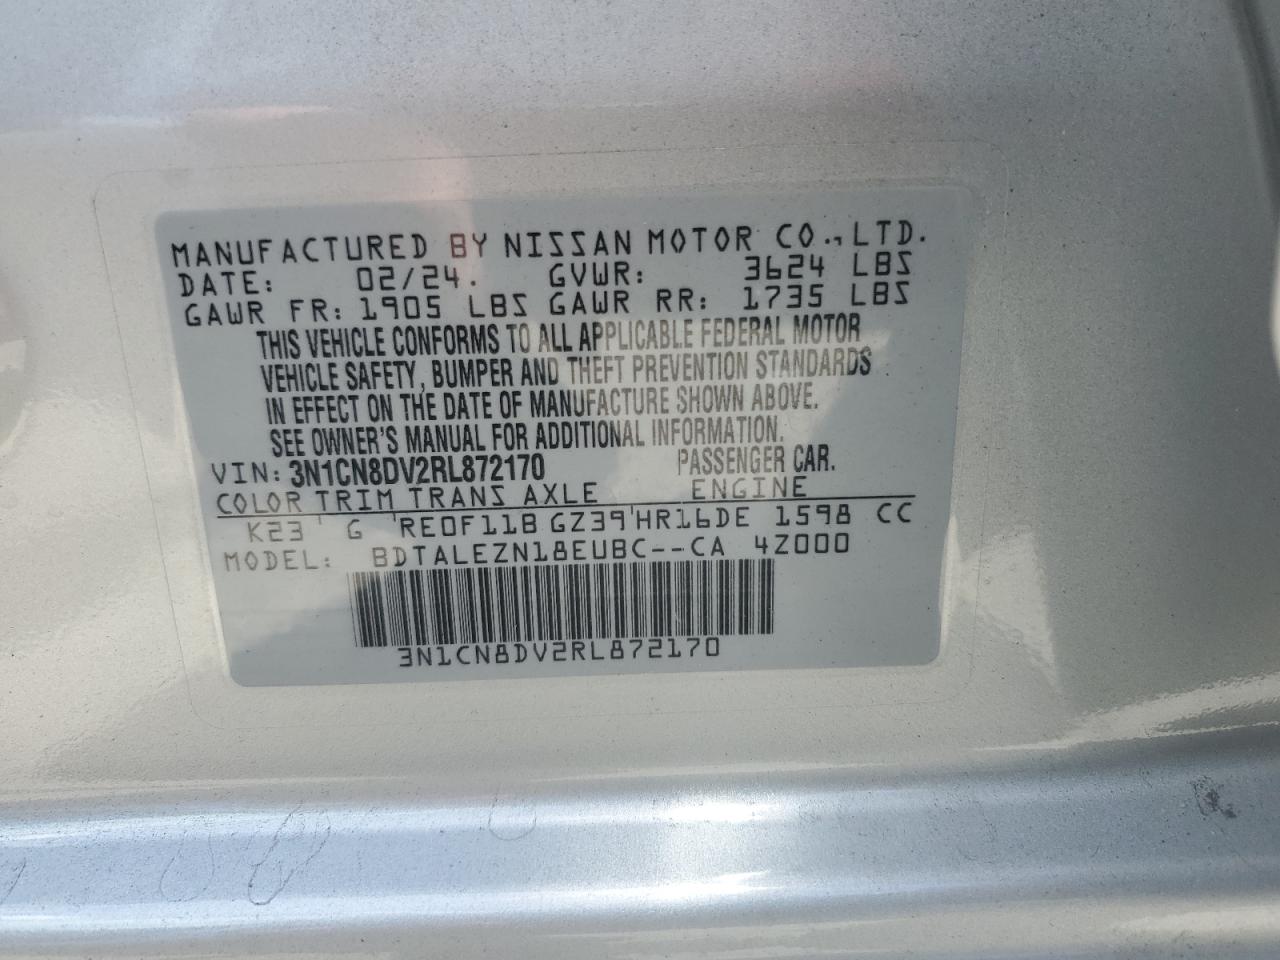 MANUFACTURED BY NISSAN MOTOR CO., LTD.
DATE: 02/24. GVWR: 3624 LBS
GAWR FR: 1905 LBS GAWR RR: 1735 LBS
THIS VEHICLE CONFORMS TO ALL APPLICABLE FEDERAL MOTOR
VEHICLE SAFETY, BUMPER AND THEFT PREVENTION STANDARDS
IN EFFECT ON THE DATE OF MANUFACTURE SHOWN ABOVE.
SEE OWNER'S MANUAL FOR ADDITIONAL INFORMATION.
VIN: 3N1CN8DV2RL872170 PASSENGER CAR.
COLOR TRIM TRANS AXLE ENGINE
K23 ' G 'RE0F11B GZ39'HR16DE 1598 CC
MODEL: BDTALEZN18EUBC--CA 4Z000
3N1CN8DV2RL872170